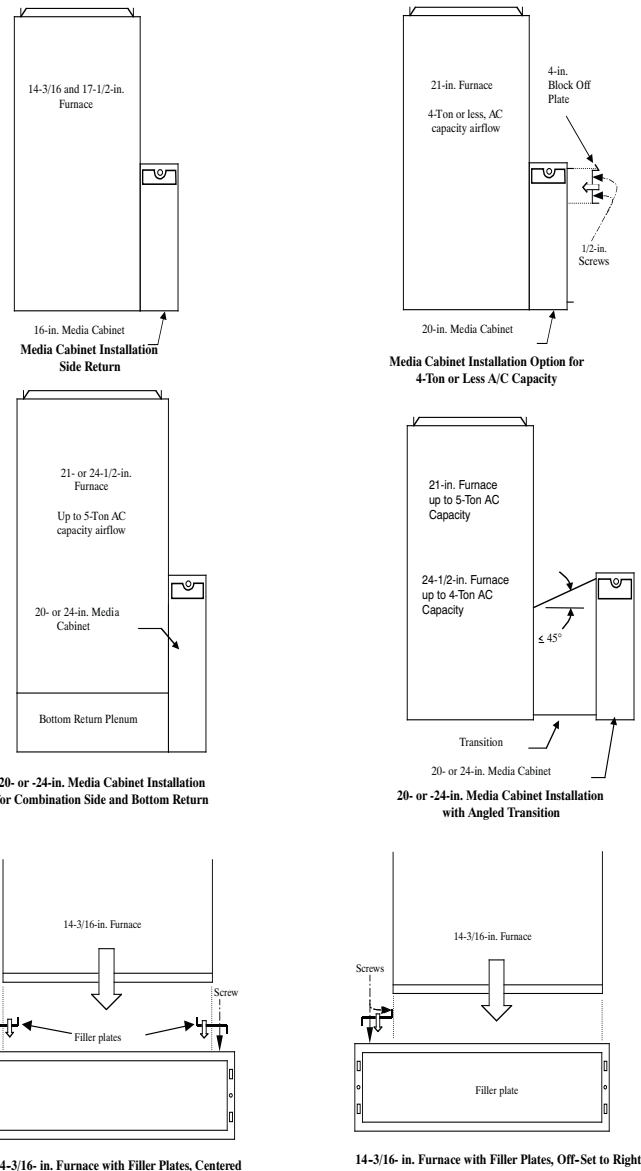 14-3/16 and 17-1/2-in.
Furnace
16-in. Media Cabinet
Media Cabinet Installation
Side Return
21-in. Furnace
4-Ton or less, AC
capacity airflow
4-in.
Block Off
Plate
1/2-in.
Screws
20-in. Media Cabinet
Media Cabinet Installation Option for
4-Ton or Less A/C Capacity
21- or 24-1/2-in.
Furnace
Up to 5-Ton AC
capacity airflow
20- or 24-in. Media
Cabinet
Bottom Return Plenum
20- or -24-in. Media Cabinet Installation
for Combination Side and Bottom Return
21-in. Furnace
up to 5-Ton AC
Capacity
24-1/2-in. Furnace
up to 4-Ton AC
Capacity
≤ 45°
Transition
20- or 24-in. Media Cabinet
20- or -24-in. Media Cabinet Installation
with Angled Transition
14-3/16-in. Furnace
Screw
Filler plates
4-3/16- in. Furnace with Filler Plates, Centered
14-3/16-in. Furnace
Screws
Filler plate
14-3/16- in. Furnace with Filler Plates, Off-Set to Right